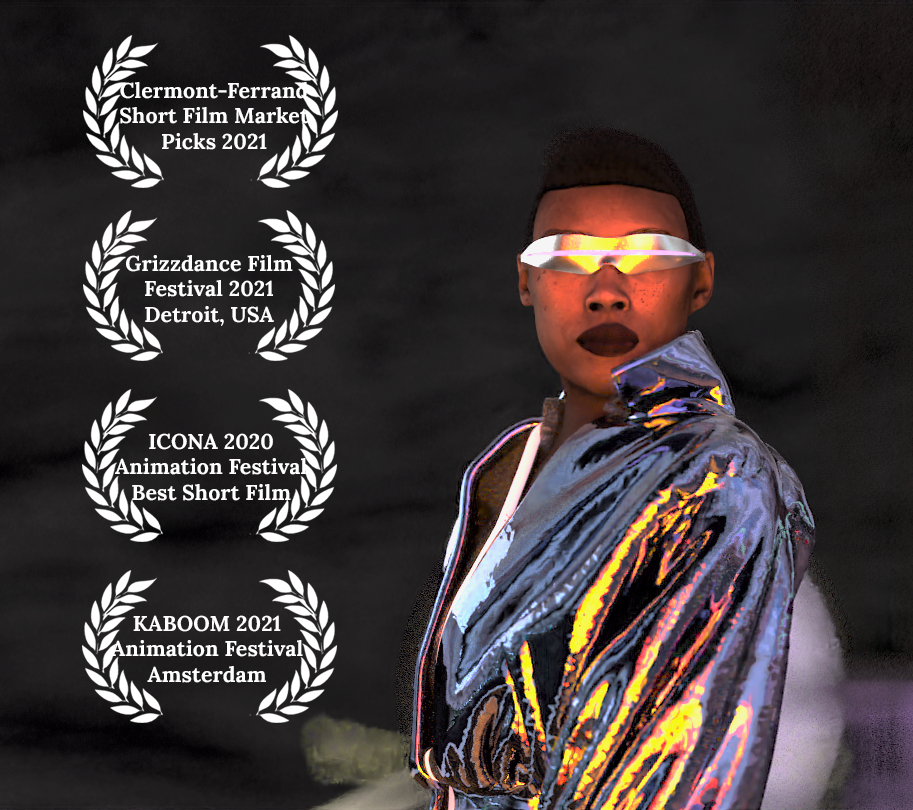 Clermont-Ferrand
Short Film Market
Picks 2021
Grizzdance Film
Festival 2021
Detroit, USA
ICONA 2020
Animation Festival
Best Short Film
KABOOM 2021
Animation Festival
Amsterdam